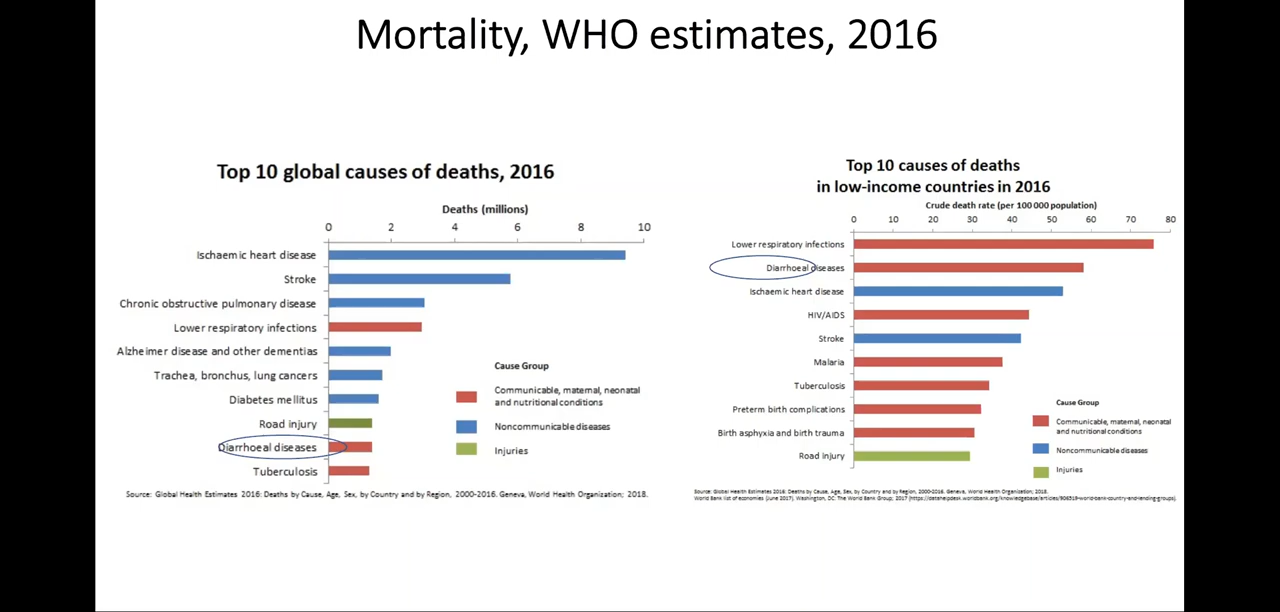 Mortality, WHO estimates, 2016
Top 10 global causes of deaths, 2016
Deaths (millions)
0 2 4 6 8 10
Ischaemic heart disease
Stroke
Chronic obstructive pulmonary disease
Lower respiratory infections
Alzheimer disease and other dementias
Trachea, bronchus, lung cancers
Diabetes mellitus
Road injury
Diarrhoeal diseases
Tuberculosis
Cause Group
Communicable, maternal, neonatal
and nutritional conditions
Noncommunicable diseases
Injuries
Source: Global Health Estimates 2016: Deaths by Cause, Age, Sex, by Country and by Region, 2000-2016. Geneva, World Health Organization; 2018.
Top 10 causes of deaths
in low-income countries in 2016
Crude death rate (per 100 000 population)
0 10 20 30 40 50 60 70 80
Lower respiratory infections
Diarrhoeal diseases
Ischaemic heart disease
HIV/AIDS
Stroke
Malaria
Tuberculosis
Preterm birth complications
Birth asphyxia and birth trauma
Road injury
Cause Group
Communicable, maternal, neonatal
and nutritional conditions
Noncommunicable diseases
Injuries
Source: Global Health Estimates 2016: Deaths by Cause, Age, Sex, by Country and by Region, 2000-2016. Geneva, World Health Organization; 2018.
World Bank list of economies (June 2017). Washington, DC: The World Bank Group; 2017 (https://datahelpdesk.worldbank.org/knowledgebase/articles/906519-world-bank-country-and-lending-groups).